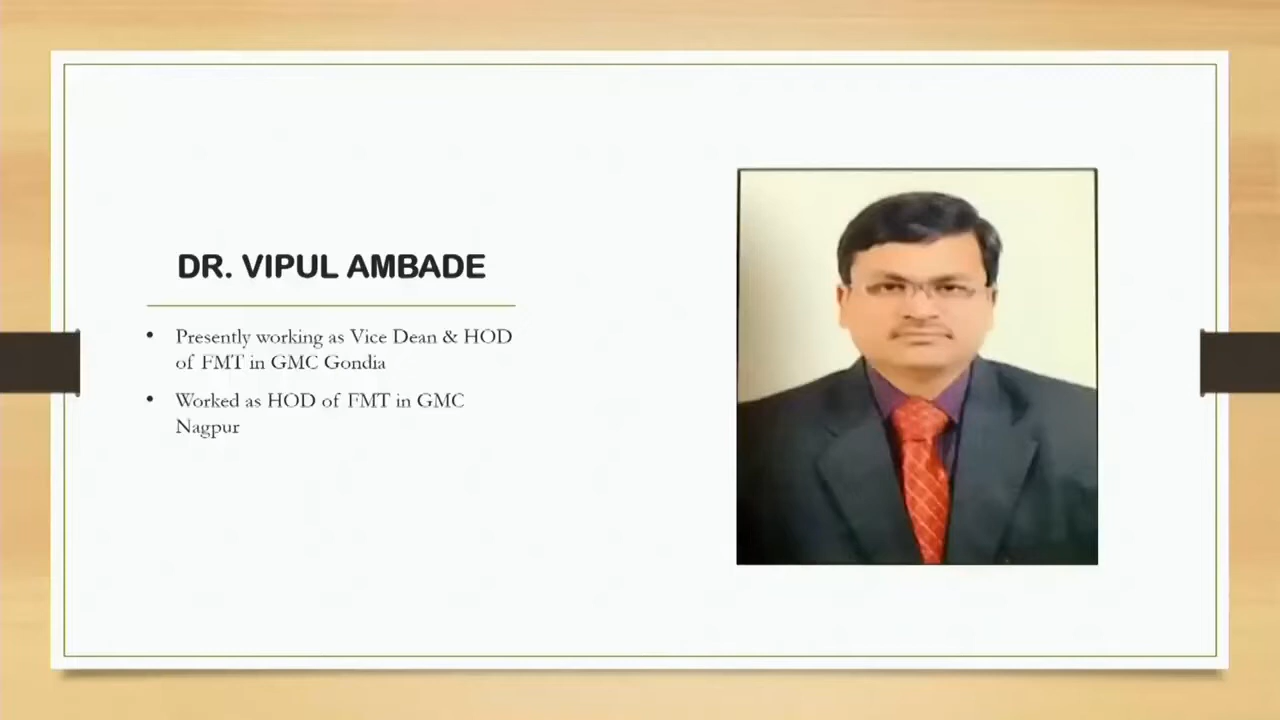 DR. VIPUL AMBADE
• Presently working as Vice Dean & HOD
of FMT in GMC Gondia
• Worked as HOD of FMT in GMC
Nagpur